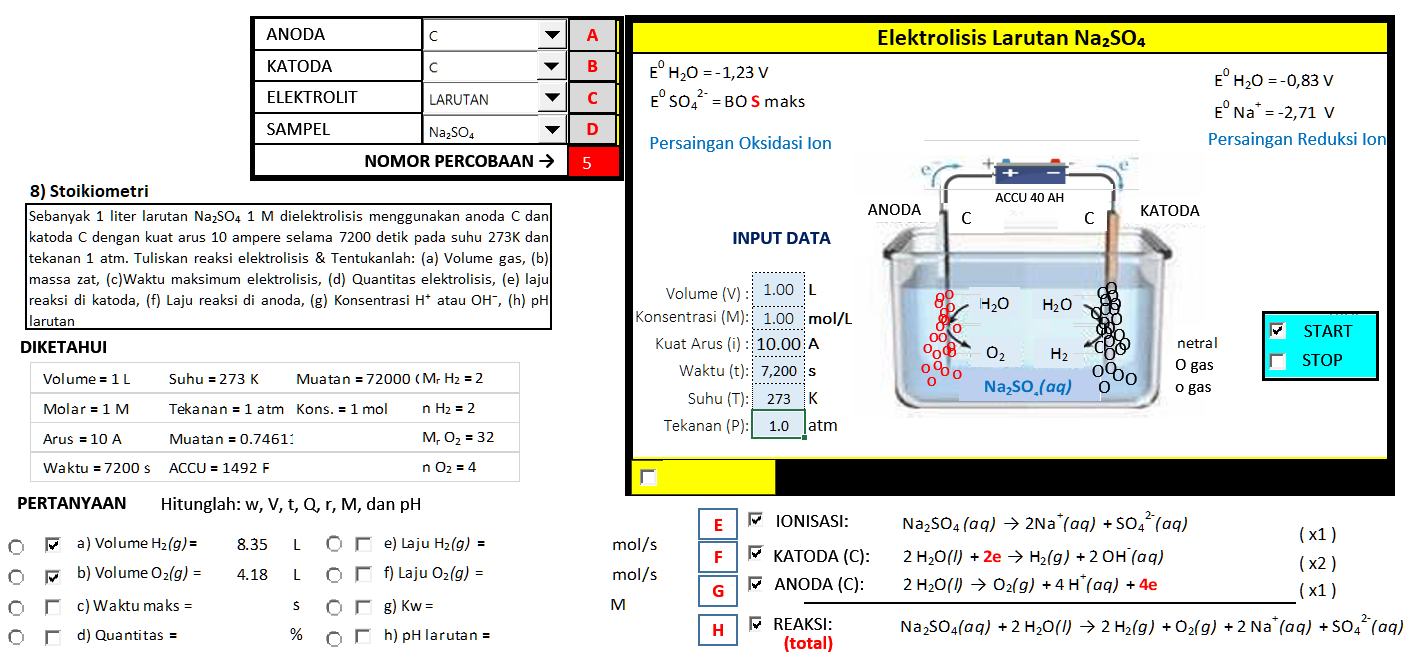 ANODA C A
KATODA C B
ELEKTROLIT LARUTAN C
SAMPEL Na₂SO₄ D
NOMOR PERCOBAAN → 5
8) Stoikiometri
Sebanyak 1 liter larutan Na₂SO₄ 1 M dielektrolisis menggunakan anoda C dan
katoda C dengan kuat arus 10 ampere selama 7200 detik pada suhu 273K dan
tekanan 1 atm. Tuliskan reaksi elektrolisis & Tentukanlah: (a) Volume gas, (b)
massa zat, (c)Waktu maksimum elektrolisis, (d) Quantitas elektrolisis, (e) laju
reaksi di katoda, (f) Laju reaksi di anoda, (g) Konsentrasi H⁺ atau OH⁻, (h) pH
larutan
DIKETAHUI
Volume = 1 L Suhu = 273 K Muatan = 72000 ( Mᵣ H₂ = 2
Molar = 1 M Tekanan = 1 atm Kons. = 1 mol n H₂ = 2
Arus = 10 A Muatan = 0.7461 Mᵣ O₂ = 32
Waktu = 7200 s ACCU = 1492 F n O₂ = 4
PERTANYAAN Hitunglah: w, V, t, Q, r, M, dan pH
a) Volume H₂(g) = 8.35 L e) Laju H₂(g) = mol/s
b) Volume O₂(g) = 4.18 L f) Laju O₂(g) = mol/s
c) Waktu maks = s g) Kw = M
d) Quantitas = % h) pH larutan =
Elektrolisis Larutan Na₂SO₄
E⁰ H₂O = -1,23 V
E⁰ SO₄²⁻ = BO S maks
Persaingan Oksidasi Ion
E⁰ H₂O = -0,83 V
E⁰ Na⁺ = -2,71 V
Persaingan Reduksi Ion
e⁻ + + − e⁻
ACCU 40 AH
ANODA C C KATODA
INPUT DATA
Volume (V) : 1.00 L
Konsentrasi (M): 1.00 mol/L
Kuat Arus (i) : 10.00 A
Waktu (t): 7,200 s
Suhu (T): 273 K
Tekanan (P): 1.0 atm
H₂O H₂O
O₂ H₂
Na₂SO₄(aq)
netral
O gas
o gas
START
STOP
E IONISASI: Na₂SO₄ (aq) → 2Na⁺(aq) + SO₄²⁻(aq) ( x1 )
F KATODA (C): 2 H₂O(l) + 2e → H₂(g) + 2 OH⁻(aq) ( x2 )
G ANODA (C): 2 H₂O(l) → O₂(g) + 4 H⁺(aq) + 4e ( x1 )
H REAKSI: Na₂SO₄(aq) + 2 H₂O(l) → 2 H₂(g) + O₂(g) + 2 Na⁺(aq) + SO₄²⁻(aq)
(total)